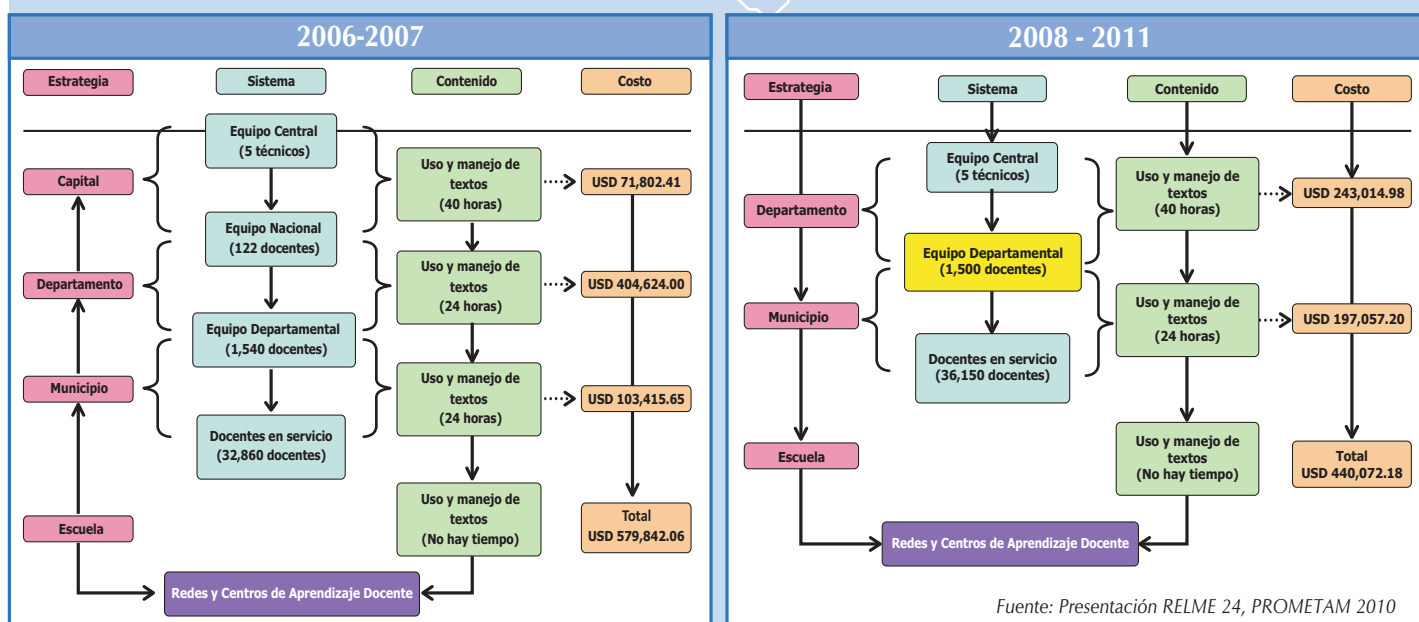 2006-2007
Estrategia
Sistema
Contenido
Costo
Equipo Central
(5 técnicos)
Capital
Uso y manejo de
textos
(40 horas)
USD 71,802.41
Equipo Nacional
(122 docentes)
Departamento
Uso y manejo de
textos
(24 horas)
USD 404,624.00
Equipo Departamental
(1,540 docentes)
Municipio
Uso y manejo de
textos
(24 horas)
USD 103,415.65
Docentes en servicio
(32,860 docentes)
Escuela
Uso y manejo de
textos
(No hay tiempo)
Total
USD 579,842.06
Redes y Centros de Aprendizaje Docente
2008 - 2011
Estrategia
Sistema
Contenido
Costo
Equipo Central
(5 técnicos)
Departamento
Uso y manejo de
textos
(40 horas)
USD 243,014.98
Equipo Departamental
(1,500 docentes)
Municipio
Uso y manejo de
textos
(24 horas)
USD 197,057.20
Docentes en servicio
(36,150 docentes)
Escuela
Uso y manejo de
textos
(No hay tiempo)
Total
USD 440,072.18
Redes y Centros de Aprendizaje Docente
Fuente: Presentación RELME 24, PROMETAM 2010